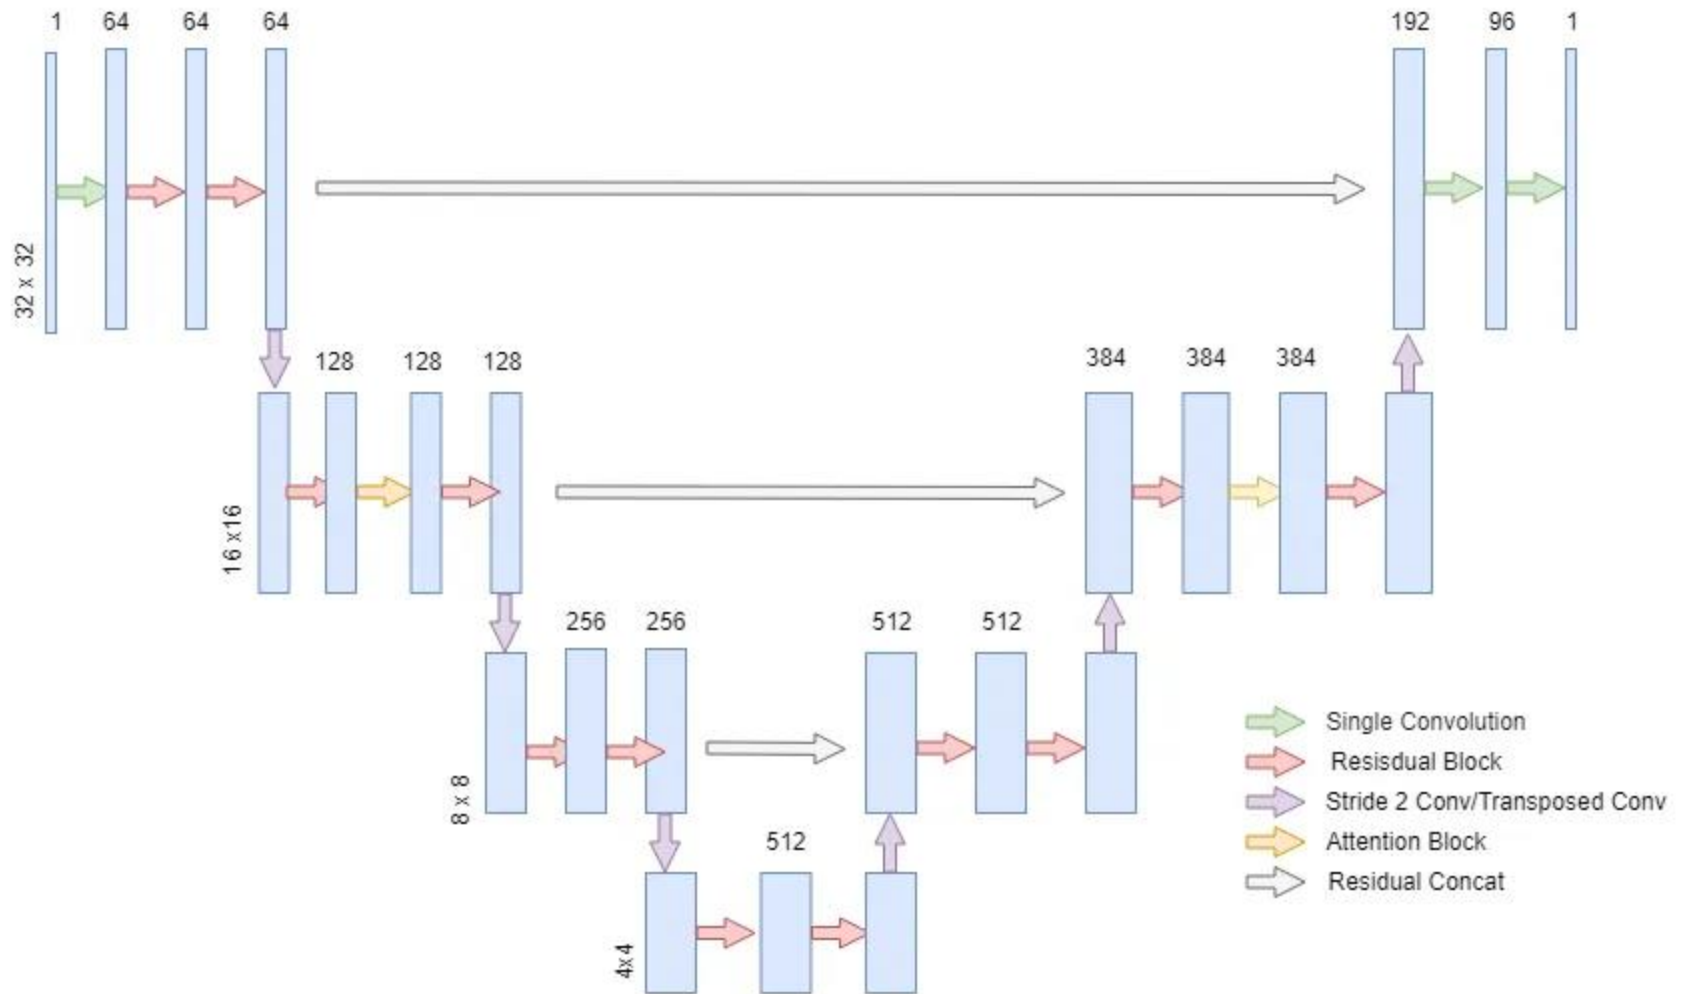 1 64 64 64 192 96 1
32 x 32
128 128 128 384 384 384
16 x16
256 256 512 512
8 x 8
512
4x4
Single Convolution
Resisdual Block
Stride 2 Conv/Transposed Conv
Attention Block
Residual Concat